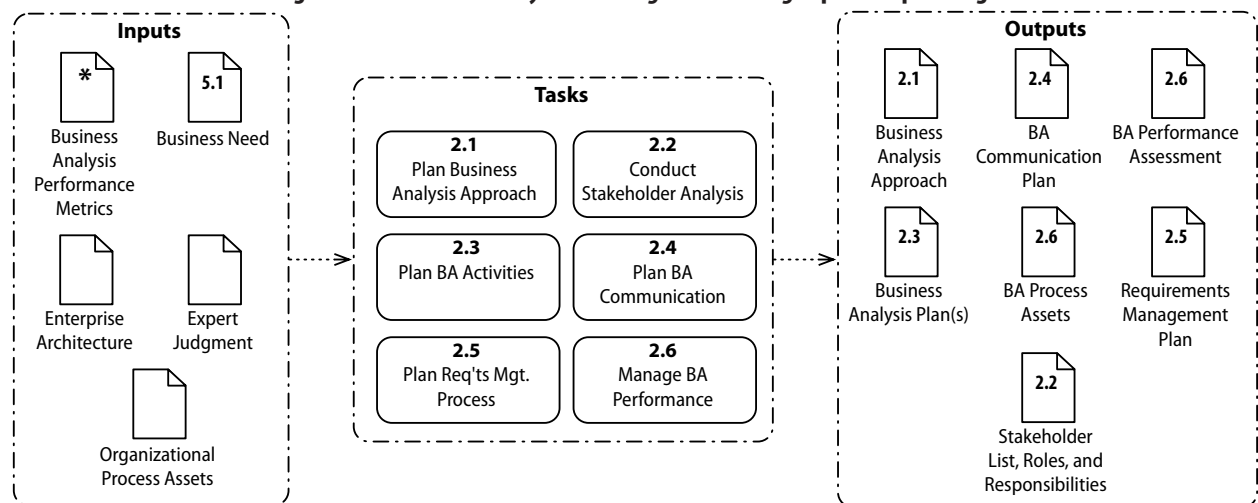 Inputs
*
Business
Analysis
Performance
Metrics
5.1
Business Need
Enterprise
Architecture
Expert
Judgment
Organizational
Process Assets
Tasks
2.1
Plan Business
Analysis Approach
2.2
Conduct
Stakeholder Analysis
2.3
Plan BA Activities
2.4
Plan BA
Communication
2.5
Plan Req'ts Mgt.
Process
2.6
Manage BA
Performance
Outputs
2.1
Business
Analysis
Approach
2.4
BA
Communication
Plan
2.6
BA Performance
Assessment
2.3
Business
Analysis Plan(s)
2.6
BA Process
Assets
2.5
Requirements
Management
Plan
2.2
Stakeholder
List, Roles, and
Responsibilities